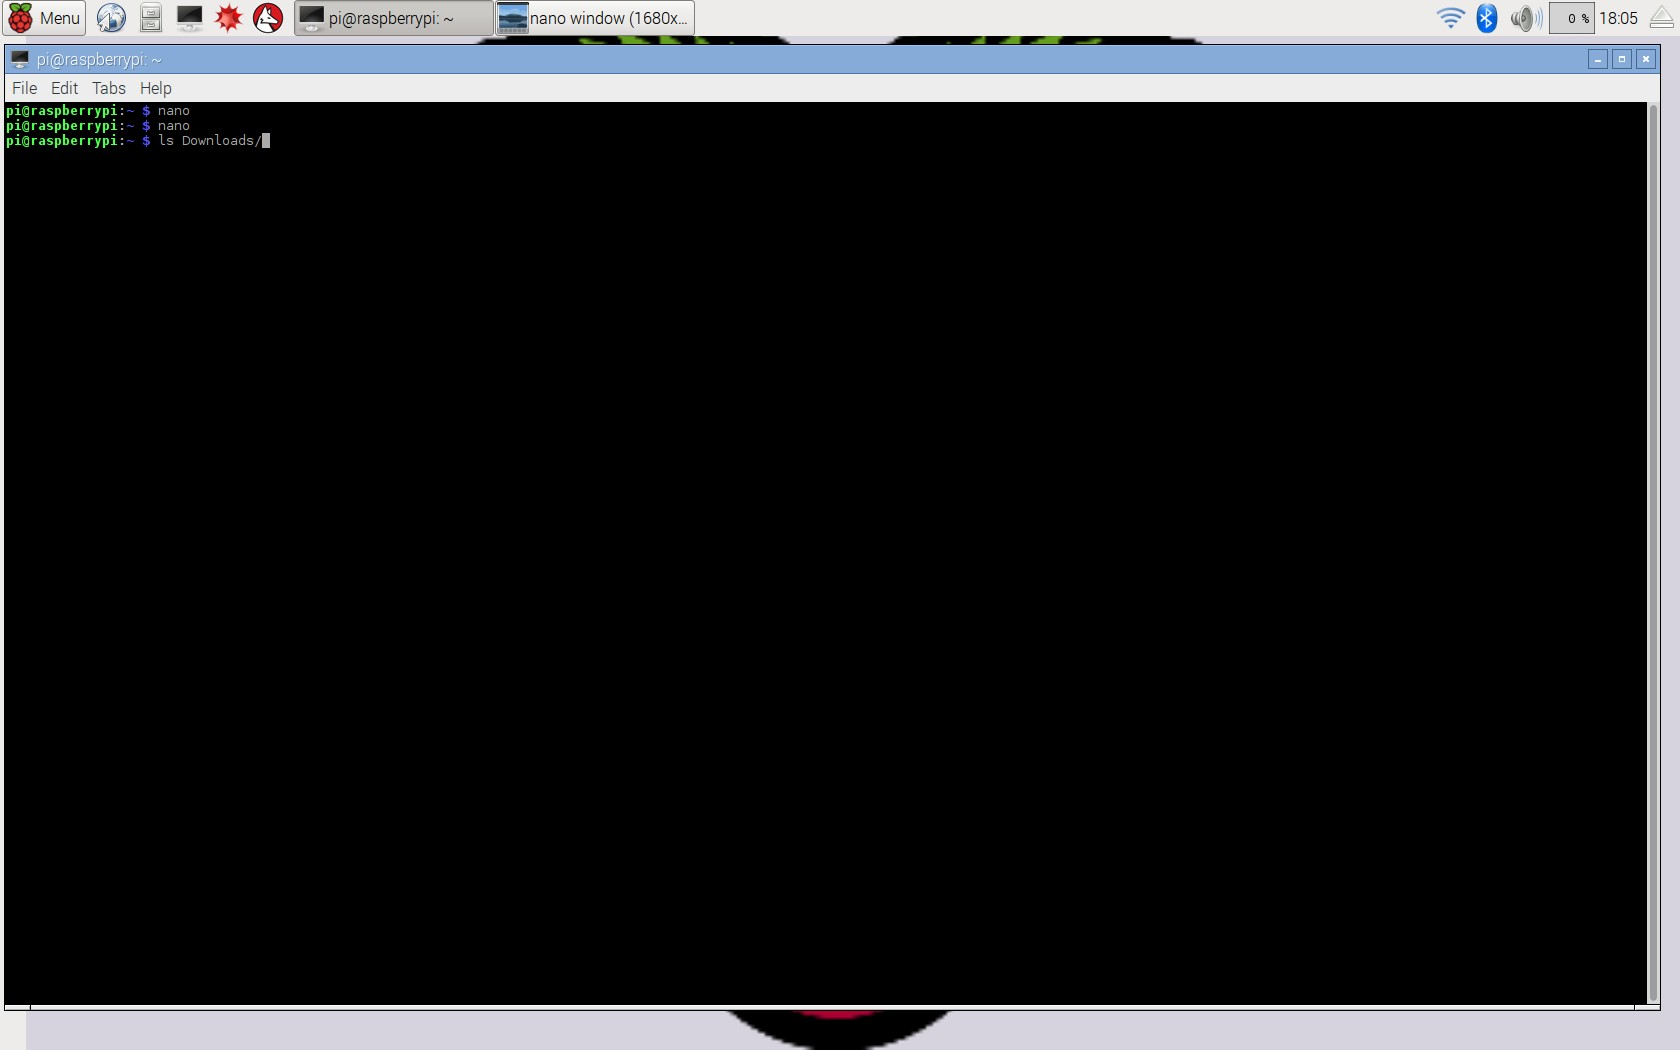 Menu pi@raspberrypi: ~ nano window (1680x... 0 % 18:05
pi@raspberrypi: ~
File Edit Tabs Help
pi@raspberrypi:~ $ nano
pi@raspberrypi:~ $ nano
pi@raspberrypi:~ $ ls Downloads/